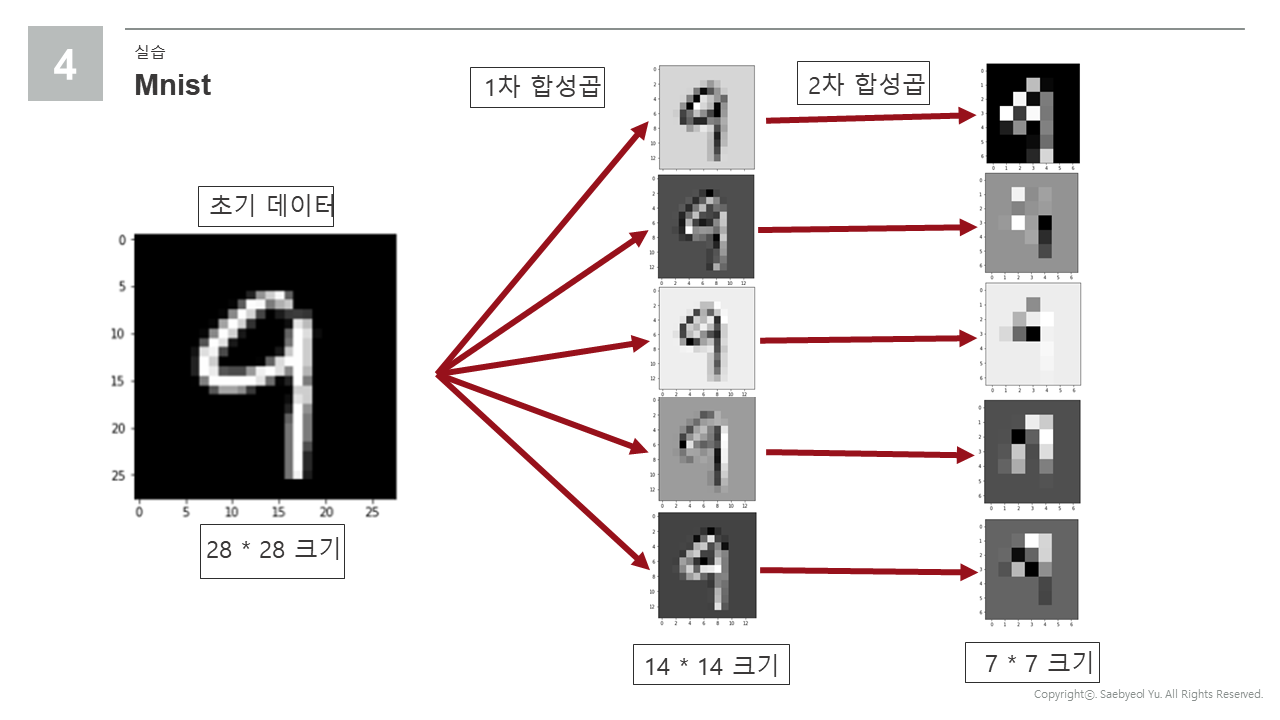 4
실습
Mnist
1차 합성곱
2차 합성곱
초기 데이터
0
5
10
15
20
25
0 5 10 15 20 25
28 * 28 크기
14 * 14 크기
7 * 7 크기
Copyrightⓒ. Saebyeol Yu. All Rights Reserved.